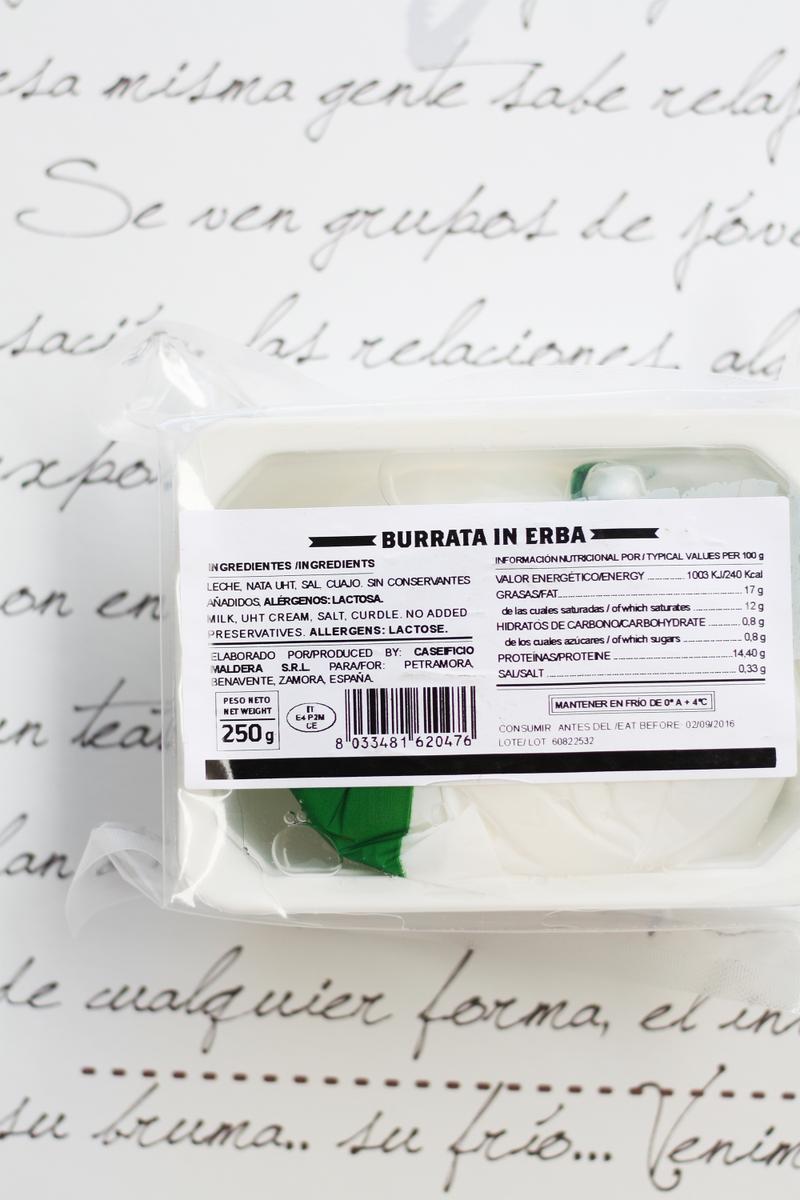 esa misma gente sabe
Se ven grupos de
las relaciones
BURRATA IN ERBA
INGREDIENTES /INGREDIENTS
LECHE, NATA UHT, SAL, CUAJO. SIN CONSERVANTES
AÑADIDOS, ALÉRGENOS: LACTOSA.
MILK, UHT CREAM, SALT, CURDLE. NO ADDED
PRESERVATIVES. ALLERGENS: LACTOSE.
ELABORADO POR/PRODUCED BY: CASEIFICIO
MALDERA S.R.L. PARA/FOR: PETRAMORA,
BENAVENTE, ZAMORA, ESPAÑA.
PESO NETO
NET WEIGHT
250 g
IT
E4 P2M
CE
8 033481 620476
INFORMACIÓN NUTRICIONAL POR / TYPICAL VALUES PER 100 g
VALOR ENERGÉTICO/ENERGY ........... 1003 KJ/240 Kcal
GRASAS/FAT ........... 17 g
de las cuales saturadas / of which saturates ........... 12 g
HIDRATOS DE CARBONO/CARBOHYDRATE ........... 0,8 g
de los cuales azúcares / of which sugars ........... 0,8 g
PROTEÍNAS/PROTEINE ........... 14,40 g
SAL/SALT ........... 0,33 g
MANTENER EN FRÍO DE 0º A + 4ºC
CONSUMIR ANTES DEL /EAT BEFORE: 02/09/2016
LOTE/LOT 60822532
de cualquier forma, el
su bruma.. su frío...